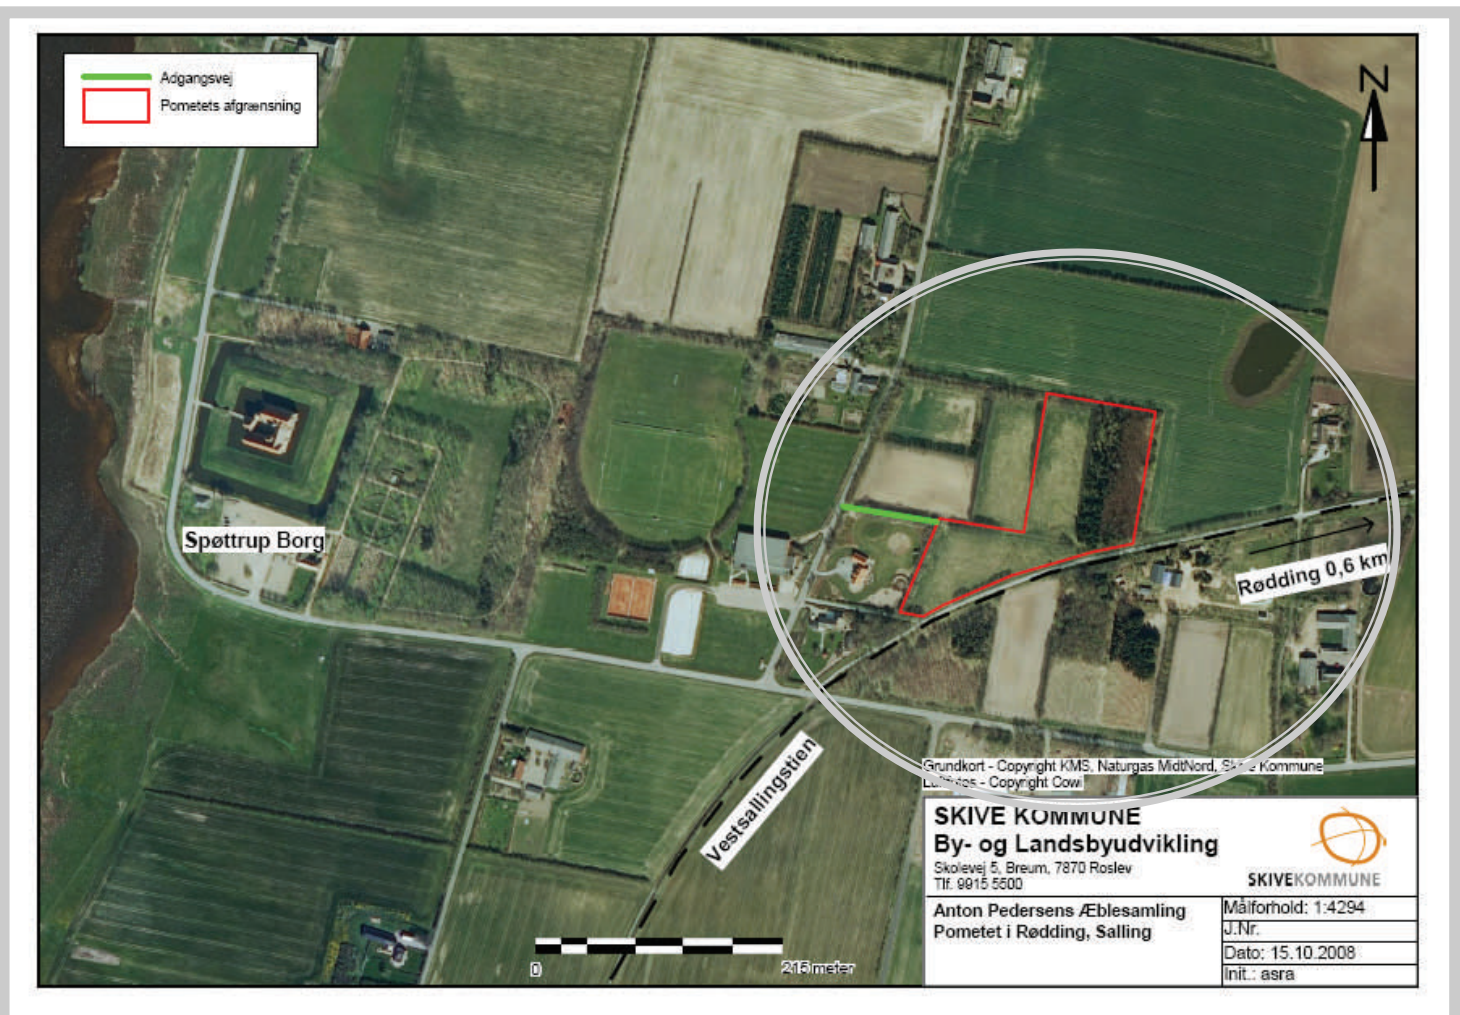 Adgangsvej
Pometets afgrænsning
N
Spøttrup Borg
Rødding 0,6 km
Vestsallingstien
Grundkort - Copyright KMS, Naturgas MidtNord, Skive Kommune
- Copyright Cowi
SKIVE KOMMUNE
By- og Landsbyudvikling
Skolevej 5, Breum, 7870 Roslev
Tlf. 9915 5500
SKIVEKOMMUNE
Anton Pedersens Æblesamling
Pometet i Rødding, Salling
Målforhold: 1:4294
J.Nr.
Dato: 15.10.2008
Init.: asra
0
215 meter